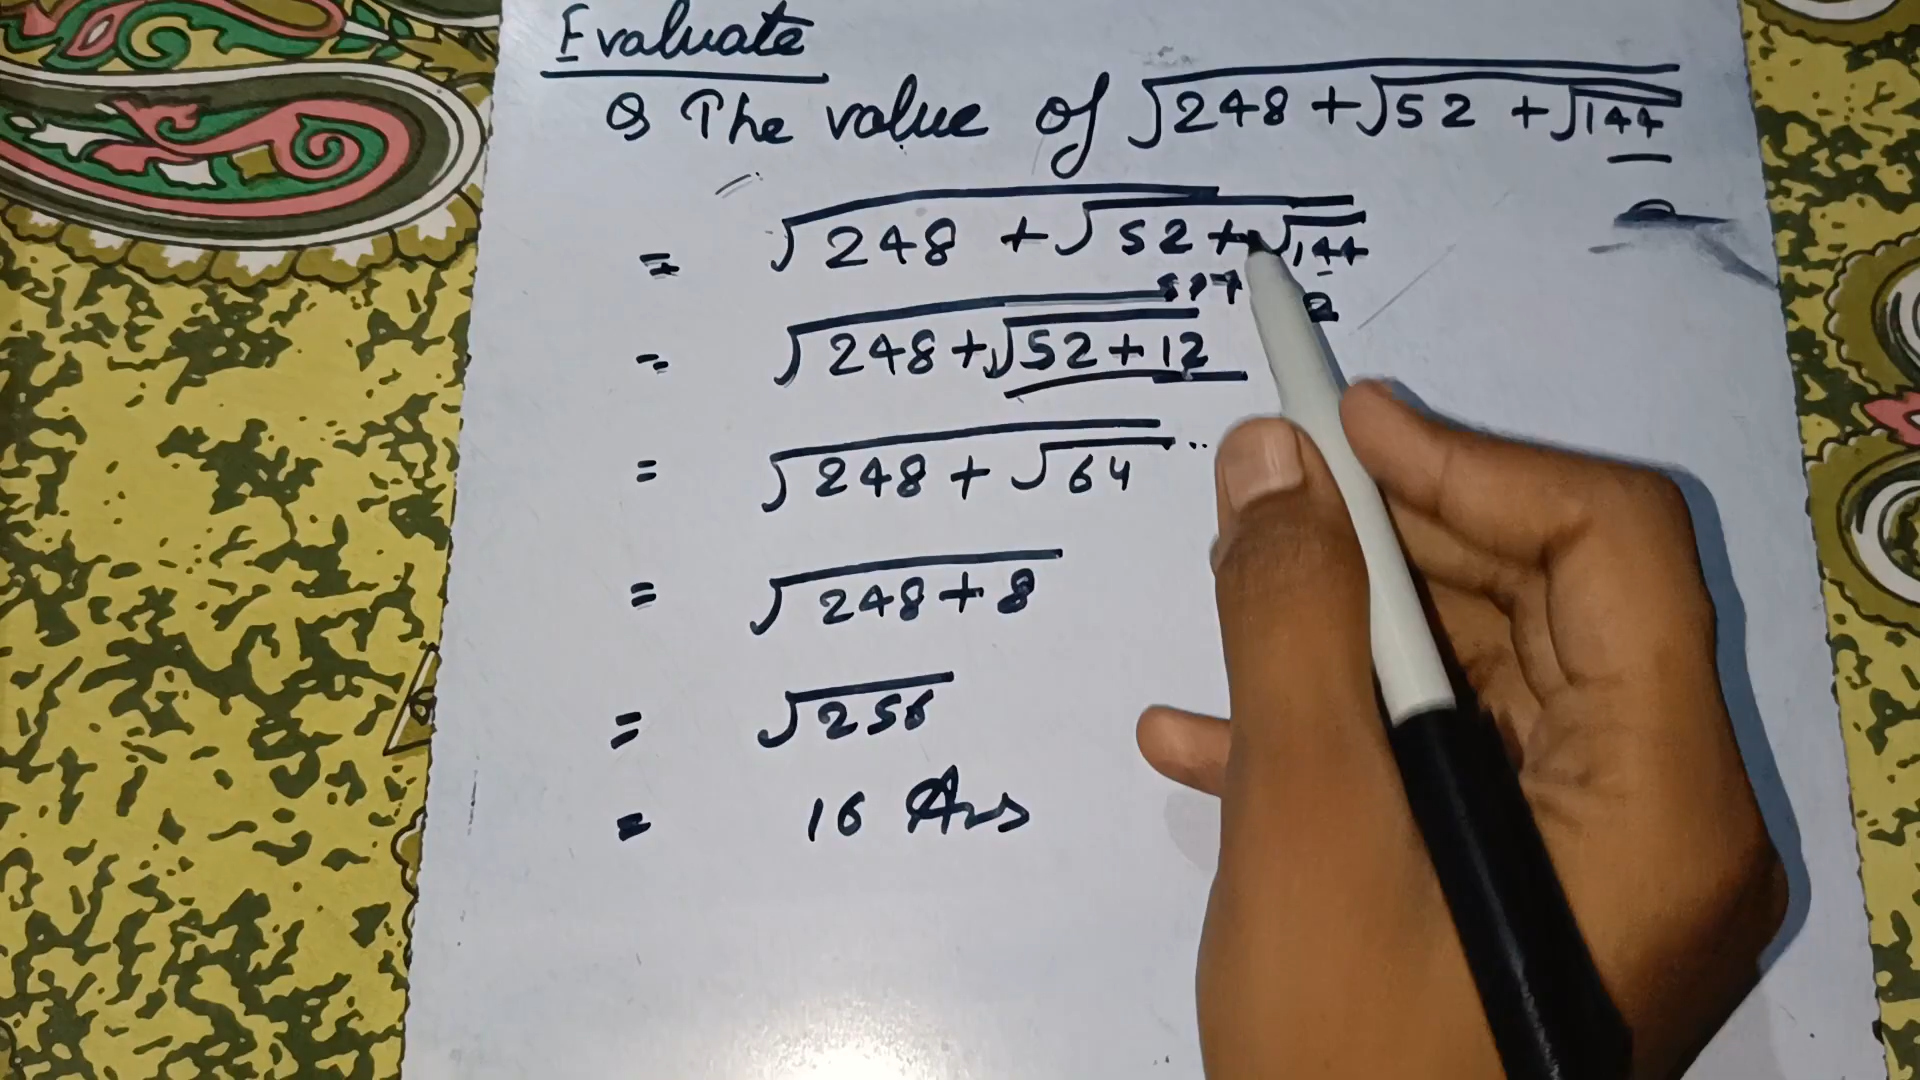 Evaluate
Q The value of √248 + √52 + √144
= √248 + √52 + √144
= √248 + √52 + 12
= √248 + √64
= √248 + 8
= √256
= 16 Ans